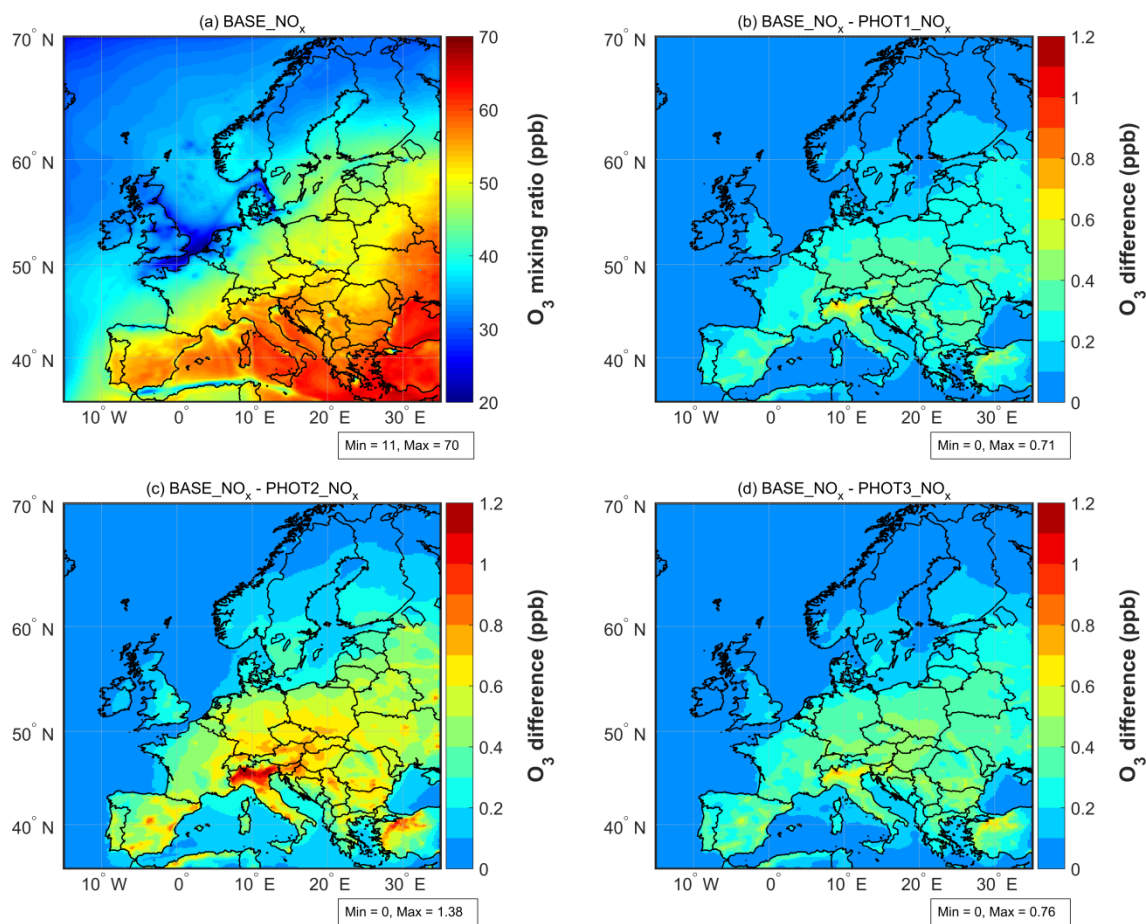 (a) BASE_NOx
(b) BASE_NOx - PHOT1_NOx
70° N
60° N
50° N
40° N
10° W 0° 10° E 20° E 30° E
70
60
50
40
30
20
O3 mixing ratio (ppb)
Min = 11, Max = 70
70° N
60° N
50° N
40° N
10° W 0° 10° E 20° E 30° E
1.2
1
0.8
0.6
0.4
0.2
0
O3 difference (ppb)
Min = 0, Max = 0.71
(c) BASE_NOx - PHOT2_NOx
(d) BASE_NOx - PHOT3_NOx
70° N
60° N
50° N
40° N
10° W 0° 10° E 20° E 30° E
1.2
1
0.8
0.6
0.4
0.2
0
O3 difference (ppb)
Min = 0, Max = 1.38
70° N
60° N
50° N
40° N
10° W 0° 10° E 20° E 30° E
1.2
1
0.8
0.6
0.4
0.2
0
O3 difference (ppb)
Min = 0, Max = 0.76